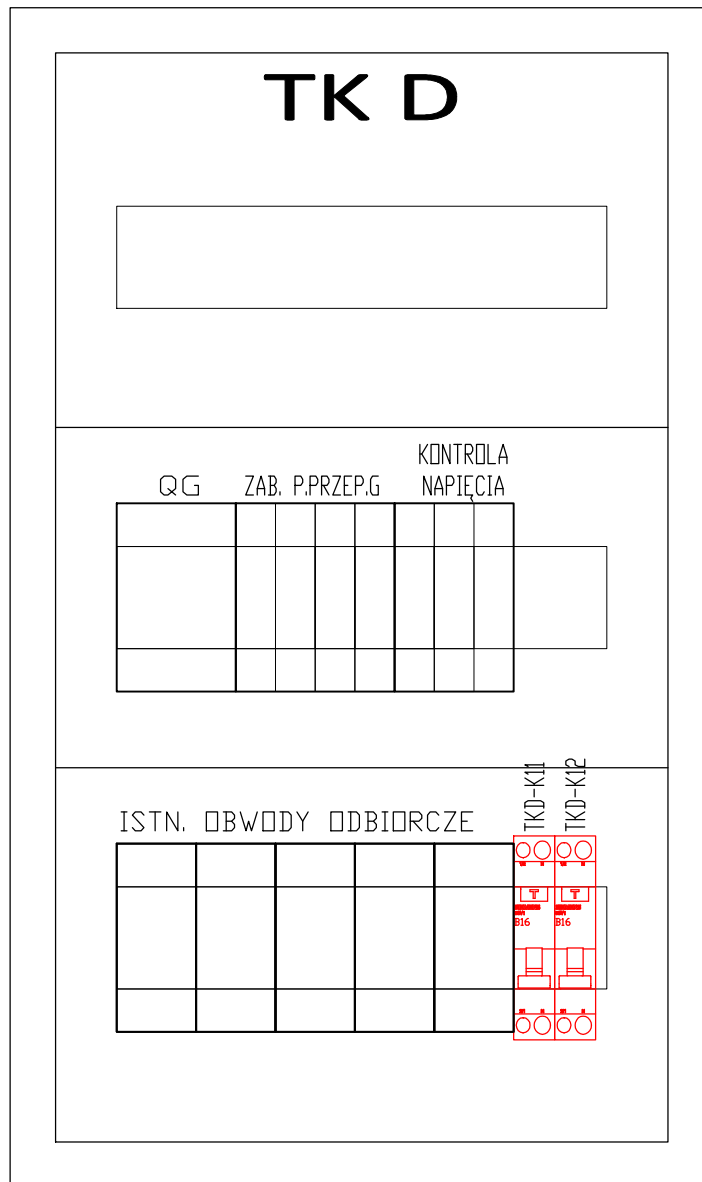 TK D
KONTROLA
QG ZAB. P.PRZEP.G NAPIĘCIA
TKD-K11 TKD-K12
ISTN. OBWODY ODBIORCZE
T T
B16 B16